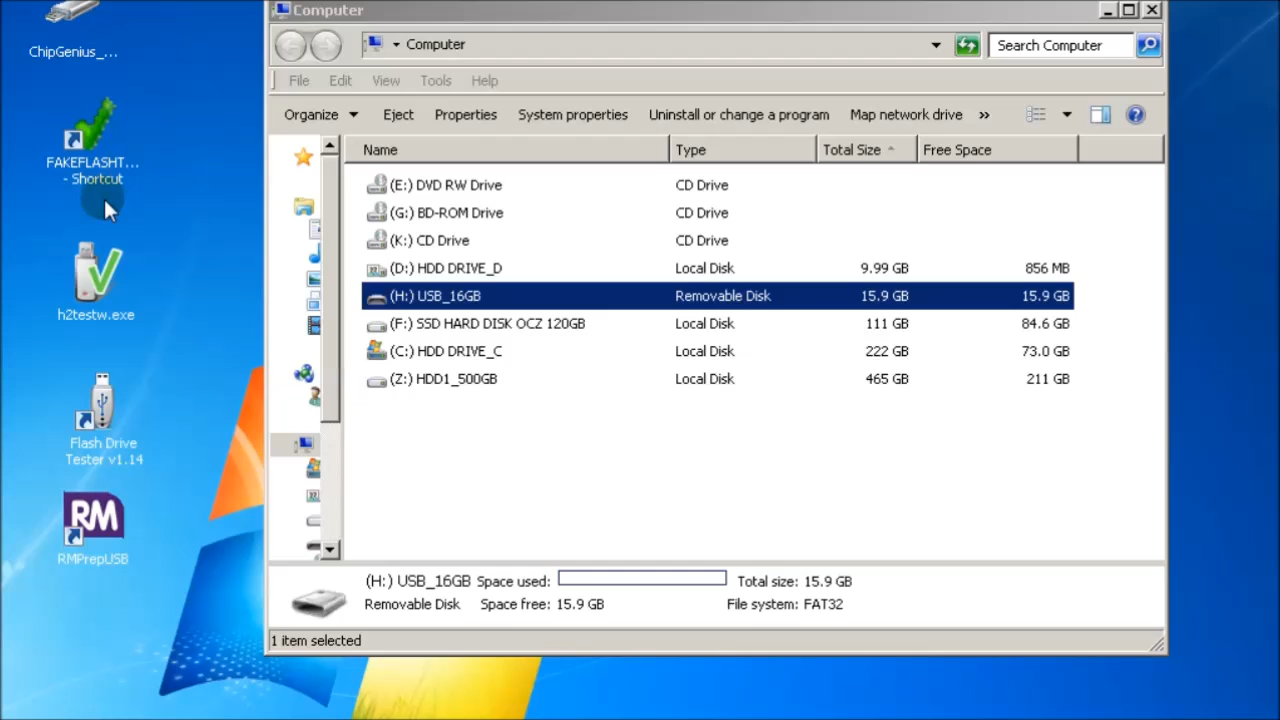 ChipGenius_...
FAKEFLASHT...
- Shortcut
h2testw.exe
Flash Drive
Tester v1.14
RM
RMPrepUSB
Computer
Computer
Search Computer
File Edit View Tools Help
Organize Eject Properties System properties Uninstall or change a program Map network drive »
Name Type Total Size Free Space
(E:) DVD RW Drive CD Drive
(G:) BD-ROM Drive CD Drive
(K:) CD Drive CD Drive
(D:) HDD DRIVE_D Local Disk 9.99 GB 856 MB
(H:) USB_16GB Removable Disk 15.9 GB 15.9 GB
(F:) SSD HARD DISK OCZ 120GB Local Disk 111 GB 84.6 GB
(C:) HDD DRIVE_C Local Disk 222 GB 73.0 GB
(Z:) HDD1_500GB Local Disk 465 GB 211 GB
(H:) USB_16GB Space used: Total size: 15.9 GB
Removable Disk Space free: 15.9 GB File system: FAT32
1 item selected